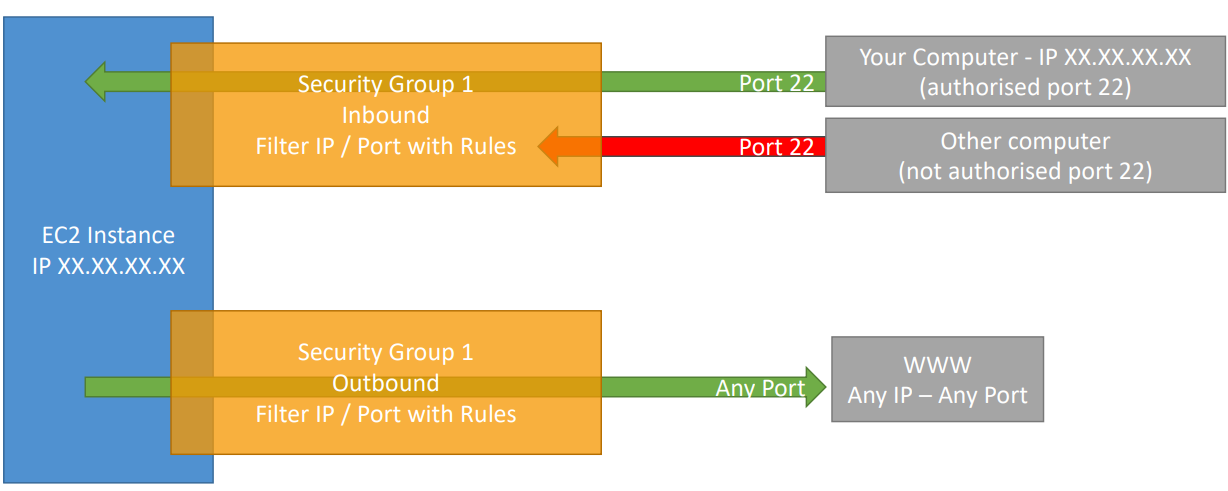 Security Group 1
Inbound
Filter IP / Port with Rules
Port 22
Your Computer - IP XX.XX.XX.XX
(authorised port 22)
Port 22
Other computer
(not authorised port 22)
EC2 Instance
IP XX.XX.XX.XX
Security Group 1
Outbound
Filter IP / Port with Rules
Any Port
WWW
Any IP – Any Port